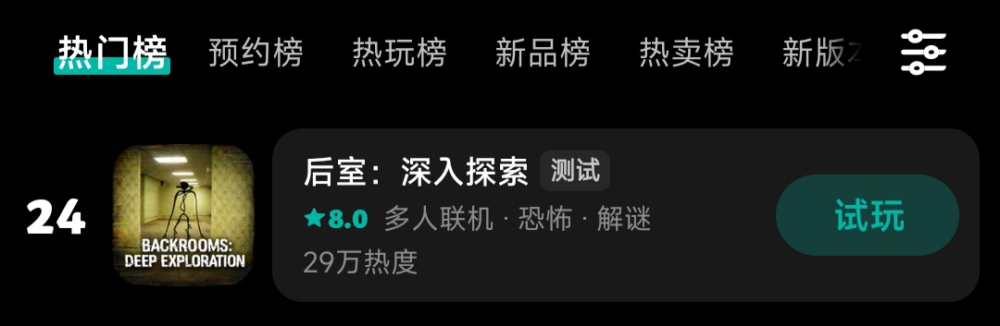 热门榜 预约榜 热玩榜 新品榜 热卖榜 新版
24
BACKROOMS:
DEEP EXPLORATION
后室：深入探索 测试
8.0 多人联机 · 恐怖 · 解谜
29万热度
试玩